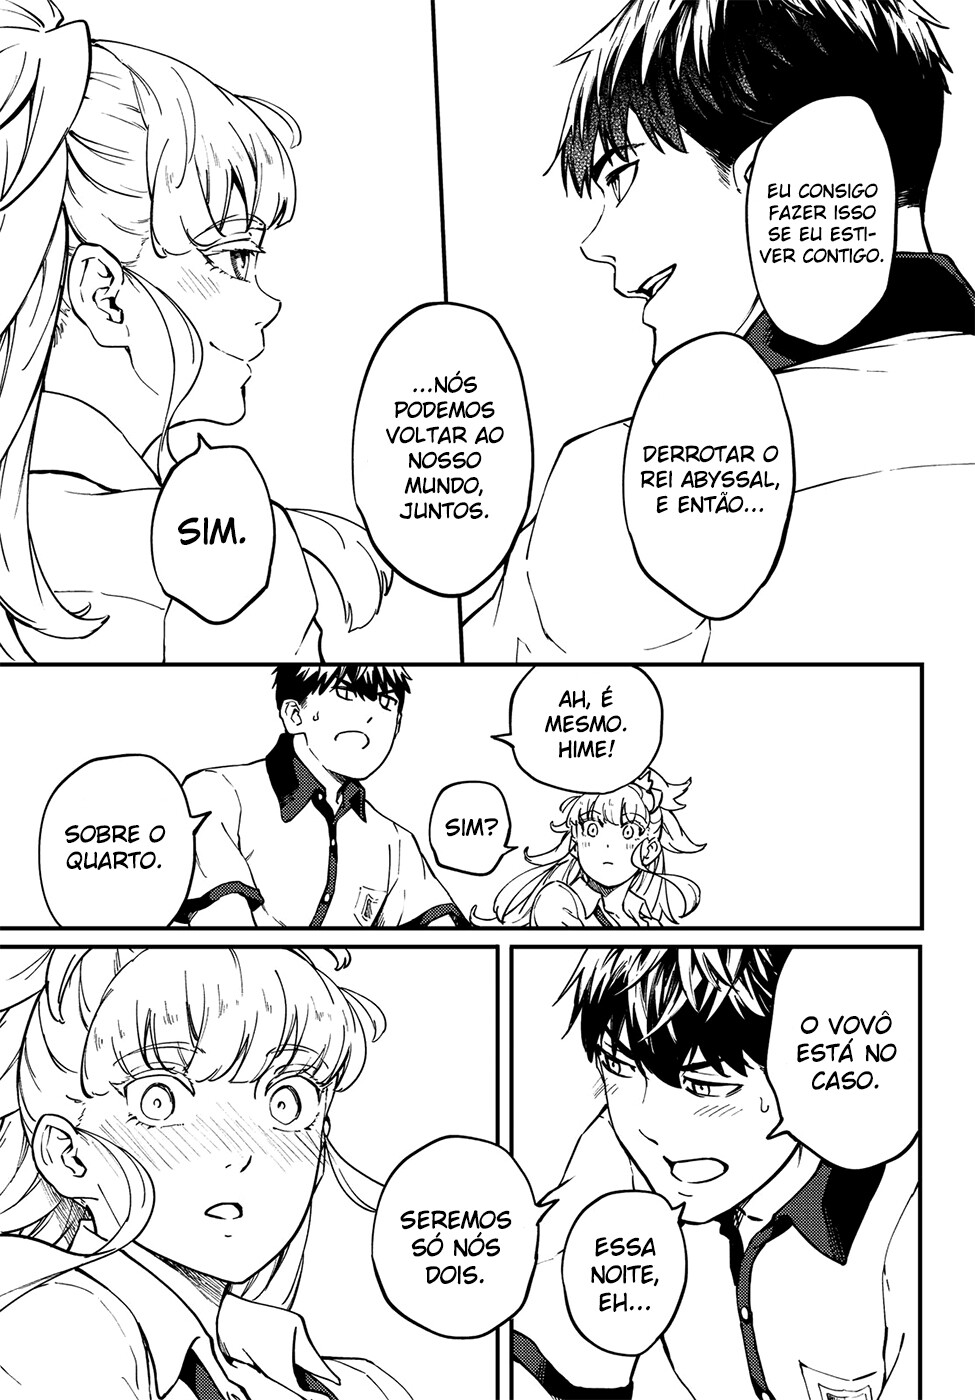 EU CONSIGO
FAZER ISSO
SE EU ESTI-
VER CONTIGO.
DERROTAR O
REI ABYSSAL,
E ENTÃO...
...NÓS
PODEMOS
VOLTAR AO
NOSSO
MUNDO,
JUNTOS.
SIM.
AH, É
MESMO.
HIME!
SIM?
SOBRE O
QUARTO.
O VOVÔ
ESTÁ NO
CASO.
ESSA
NOITE,
EH...
SEREMOS
SÓ NÓS
DOIS.